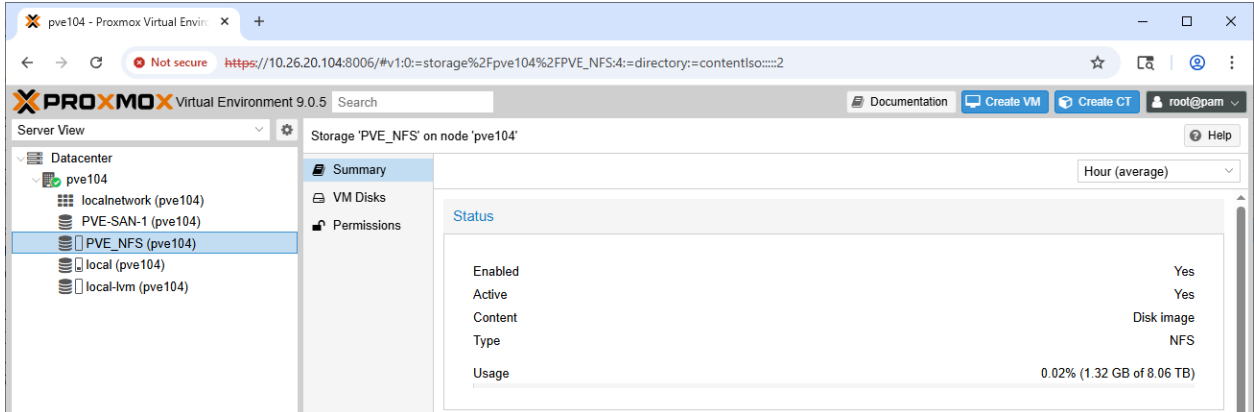 pve104 - Proxmox Virtual Enviro
Not secure https://10.26.20.104:8006/#v1:0:=storage%2Fpve104%2FPVE_NFS:4:=directory:=contentIso:::::2
PROXMOX Virtual Environment 9.0.5 Search Documentation Create VM Create CT root@pam
Server View
Storage 'PVE_NFS' on node 'pve104' Help
Datacenter
pve104
localnetwork (pve104)
PVE-SAN-1 (pve104)
PVE_NFS (pve104)
local (pve104)
local-lvm (pve104)
Summary
VM Disks
Permissions
Hour (average)
Status
Enabled Yes
Active Yes
Content Disk image
Type NFS
Usage 0.02% (1.32 GB of 8.06 TB)